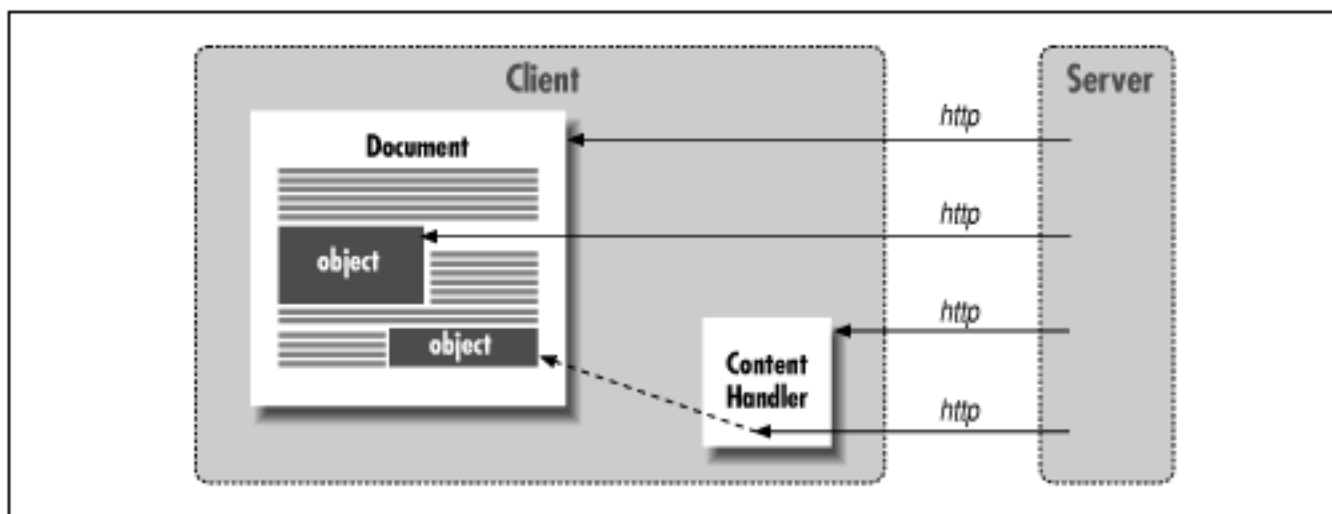 Client
Server
http
Document
http
object
http
object
Content
Handler
http